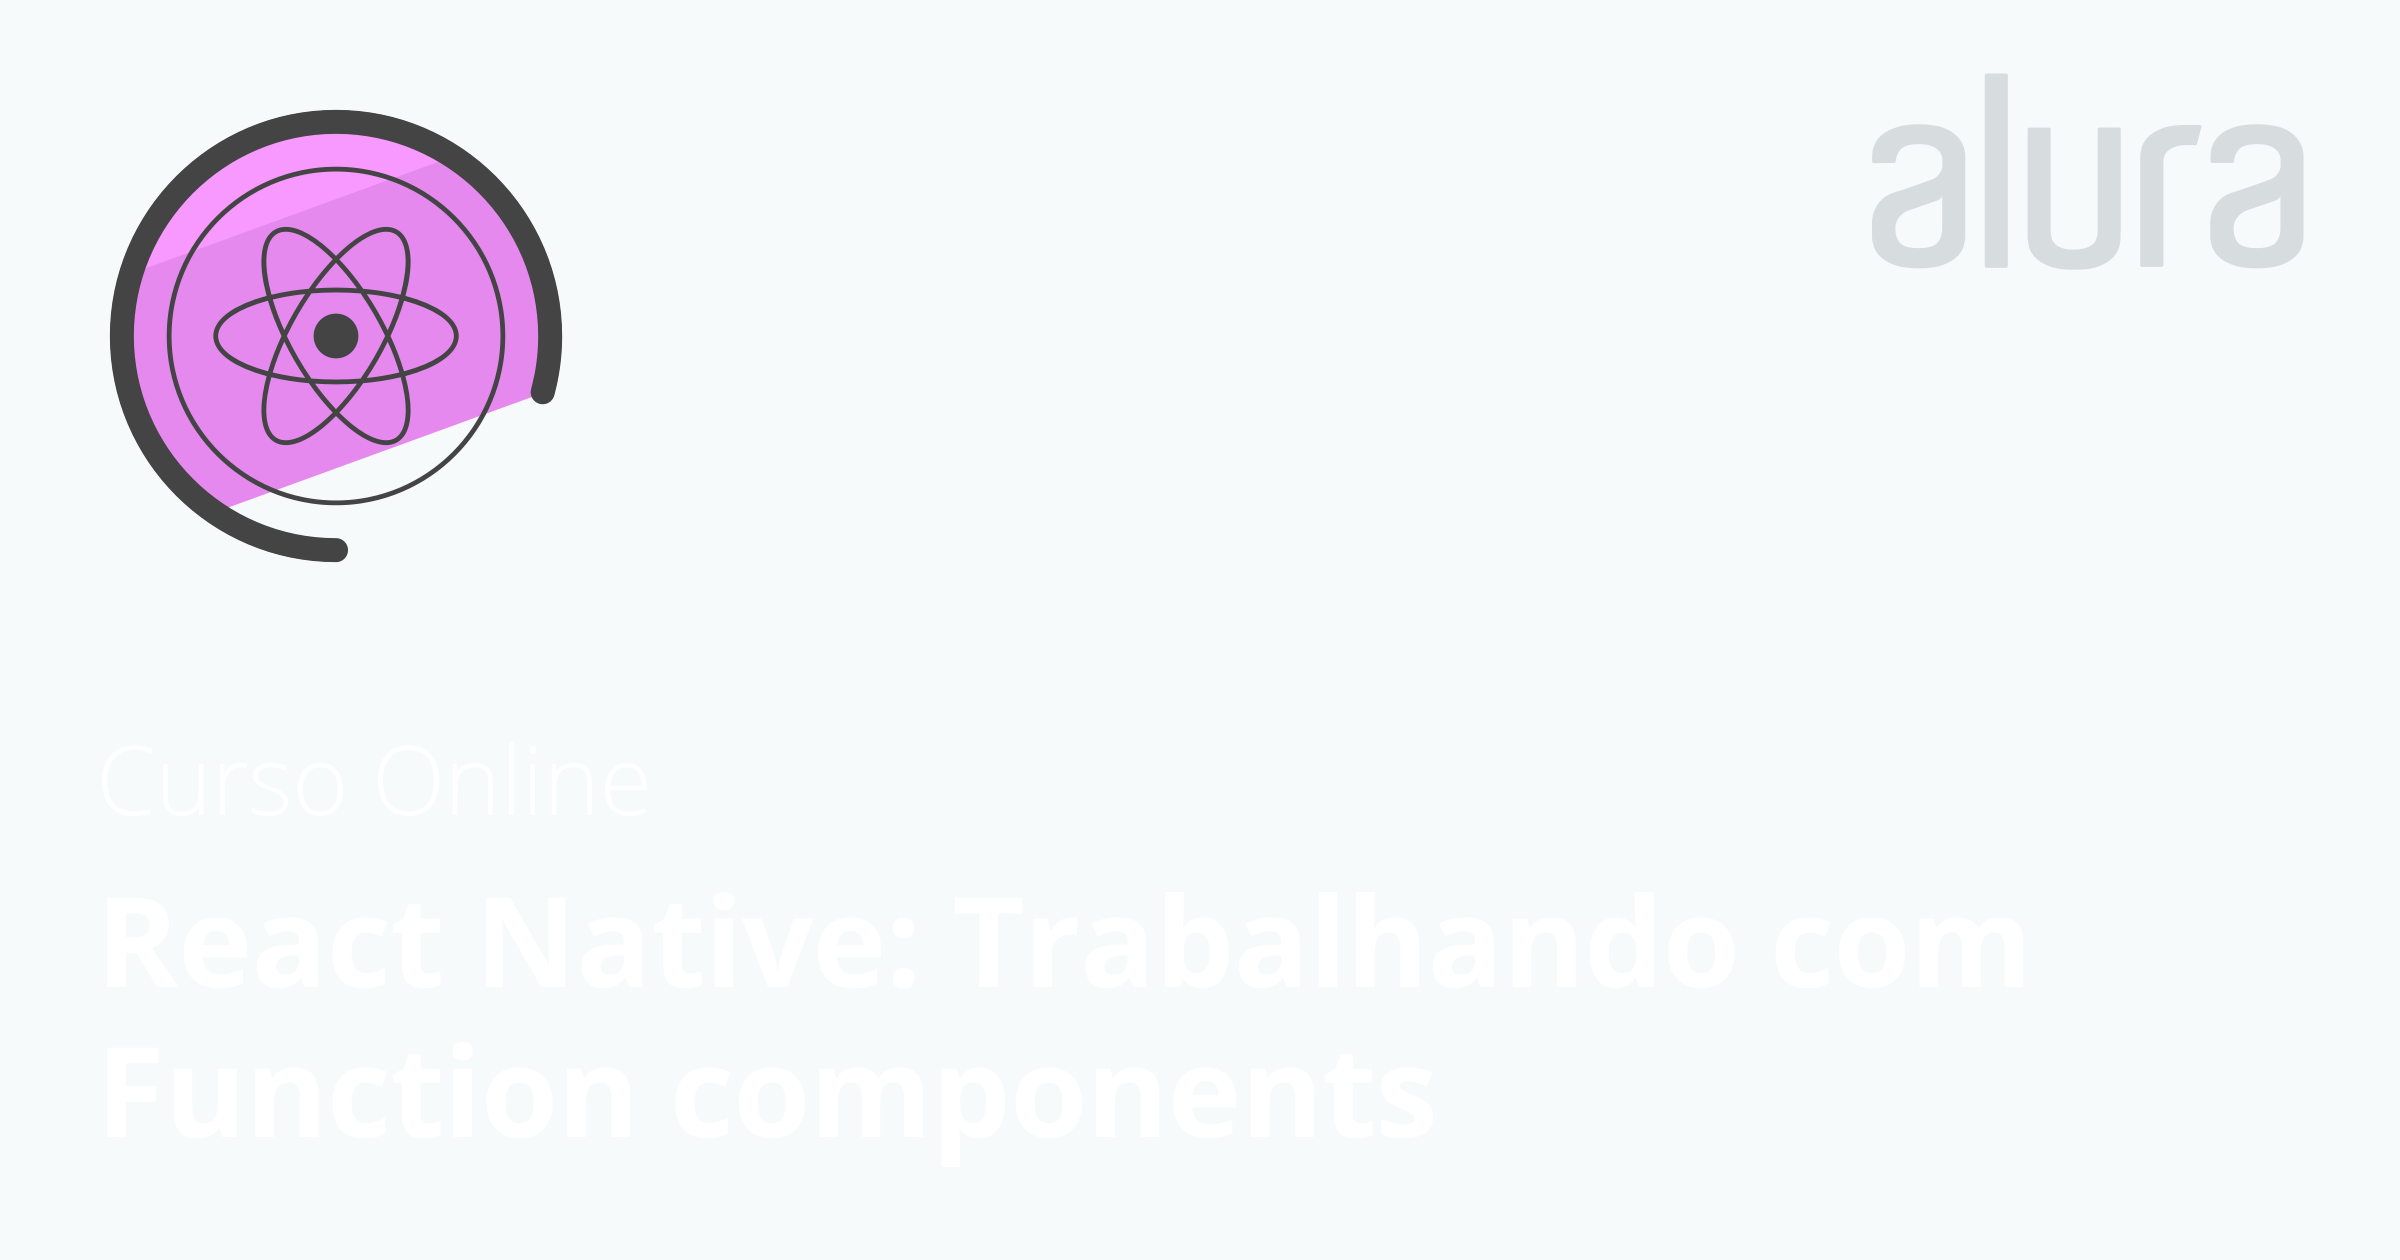 alura
Curso Online
React Native: Trabalhando com
Function components